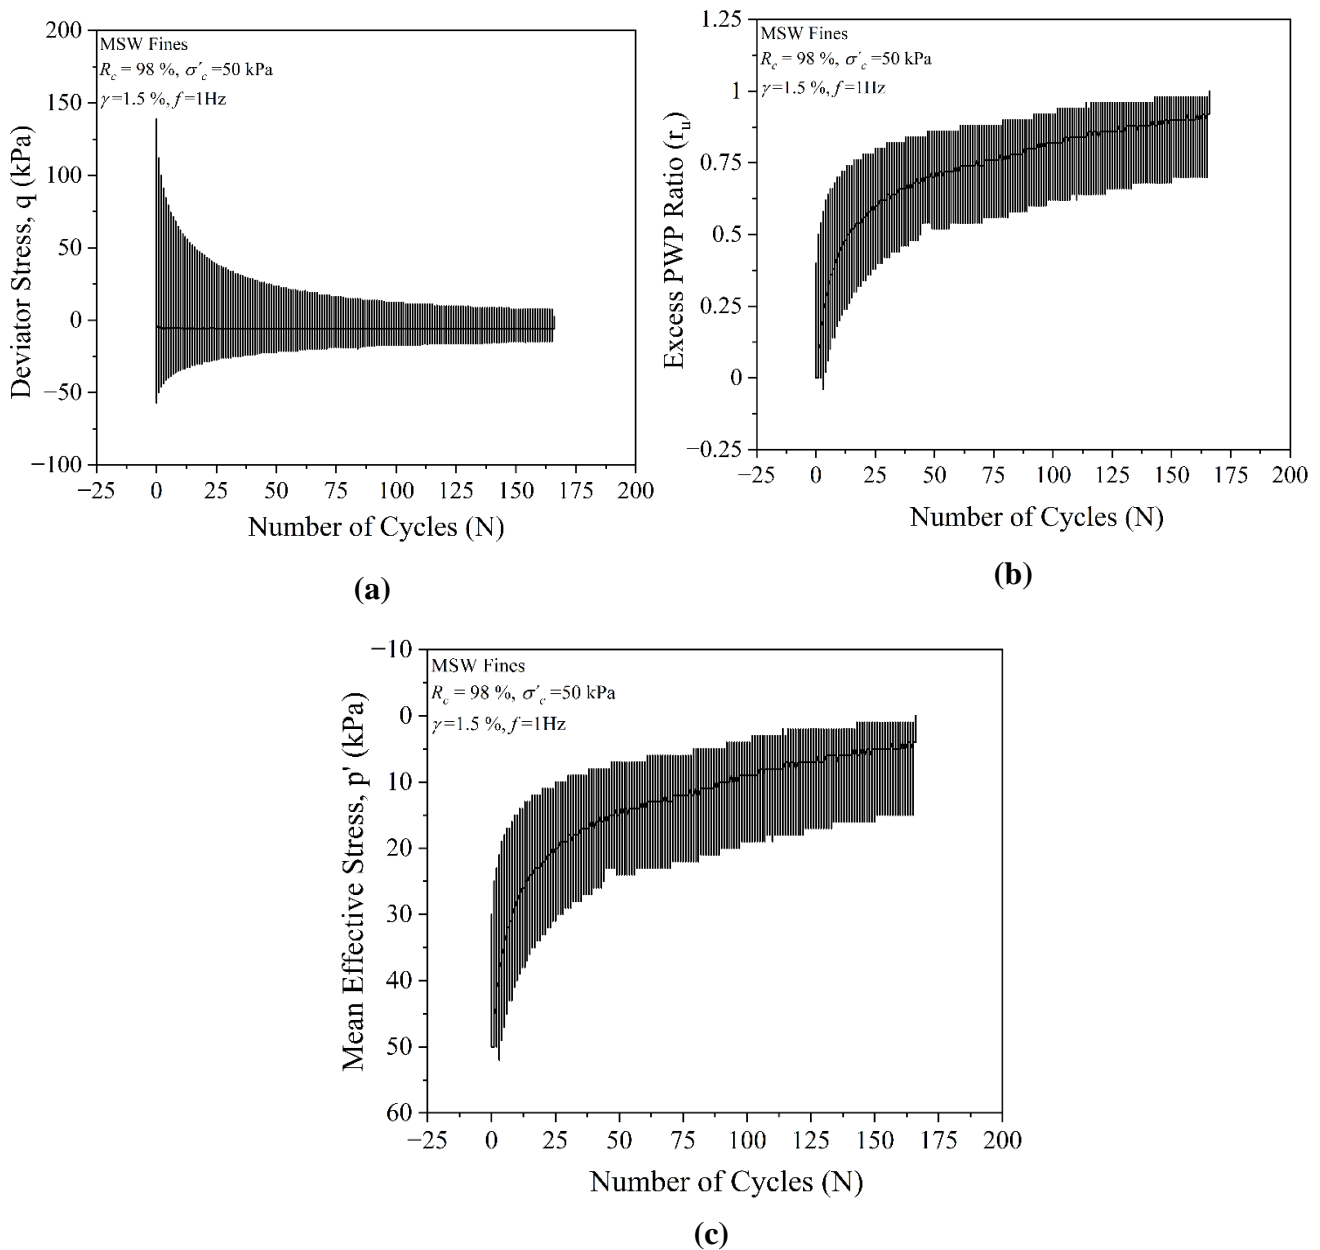 200
150
100
50
0
−50
−100
Deviator Stress, q (kPa)
MSW Fines
R_c = 98 %, σ'_c =50 kPa
γ=1.5 %, f=1Hz
−25 0 25 50 75 100 125 150 175 200
Number of Cycles (N)
(a)
1.25
1
0.75
0.5
0.25
0
−0.25
Excess PWP Ratio (r_u)
MSW Fines
R_c = 98 %, σ'_c =50 kPa
γ=1.5 %, f=1Hz
−25 0 25 50 75 100 125 150 175 200
Number of Cycles (N)
(b)
−10
0
10
20
30
40
50
60
Mean Effective Stress, p' (kPa)
MSW Fines
R_c = 98 %, σ'_c =50 kPa
γ=1.5 %, f=1Hz
−25 0 25 50 75 100 125 150 175 200
Number of Cycles (N)
(c)